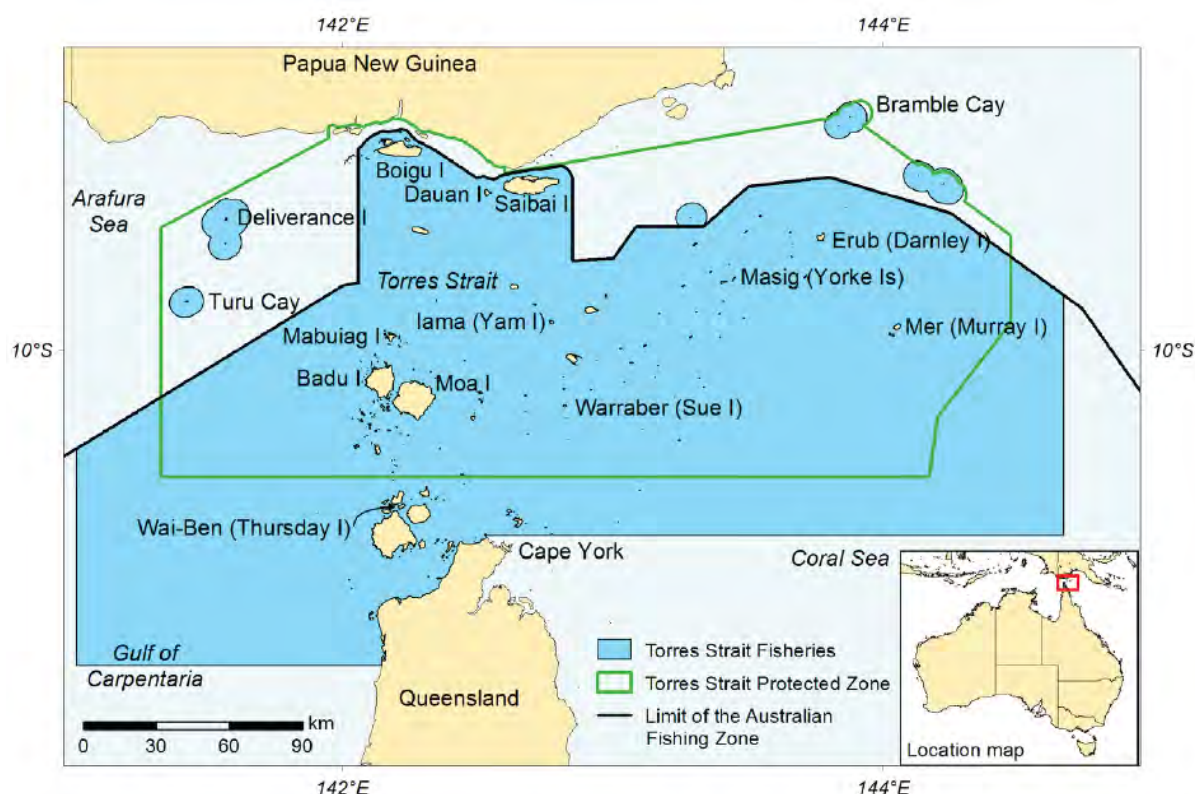 142°E
144°E
Papua New Guinea
Bramble Cay
Boigu I
Arafura
Sea
Dauan I
Saibai I
Deliverance I
Erub (Darnley I)
Torres Strait
Masig (Yorke Is)
Turu Cay
Iama (Yam I)
Mer (Murray I)
Mabuiag I
10°S
10°S
Badu I
Moa I
Warraber (Sue I)
Wai-Ben (Thursday I)
Cape York
Coral Sea
Gulf of
Carpentaria
Torres Strait Fisheries
Torres Strait Protected Zone
Queensland
Limit of the Australian
Fishing Zone
km
0 30 60 90
Location map
142°E
144°E